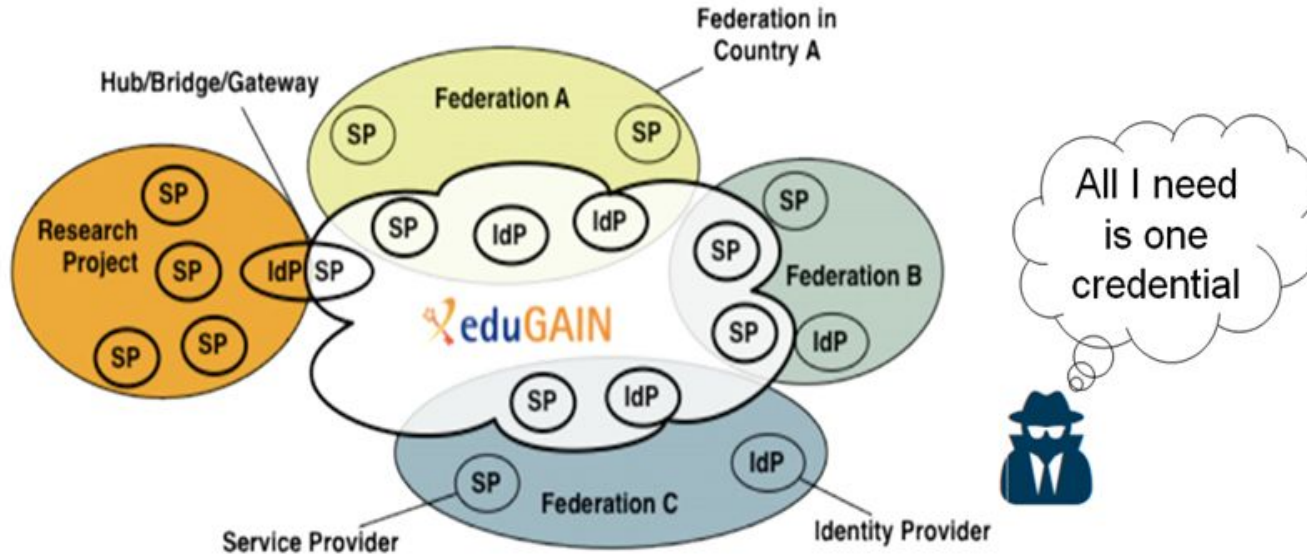 Federation in
Country A
Hub/Bridge/Gateway
Federation A
SP
SP
SP
Research
Project
SP
SP
SP
IdP
SP
SP
IdP
IdP
SP
SP
SP
Federation B
IdP
eduGAIN
SP
IdP
SP
Federation C
IdP
Service Provider
Identity Provider
All I need
is one
credential